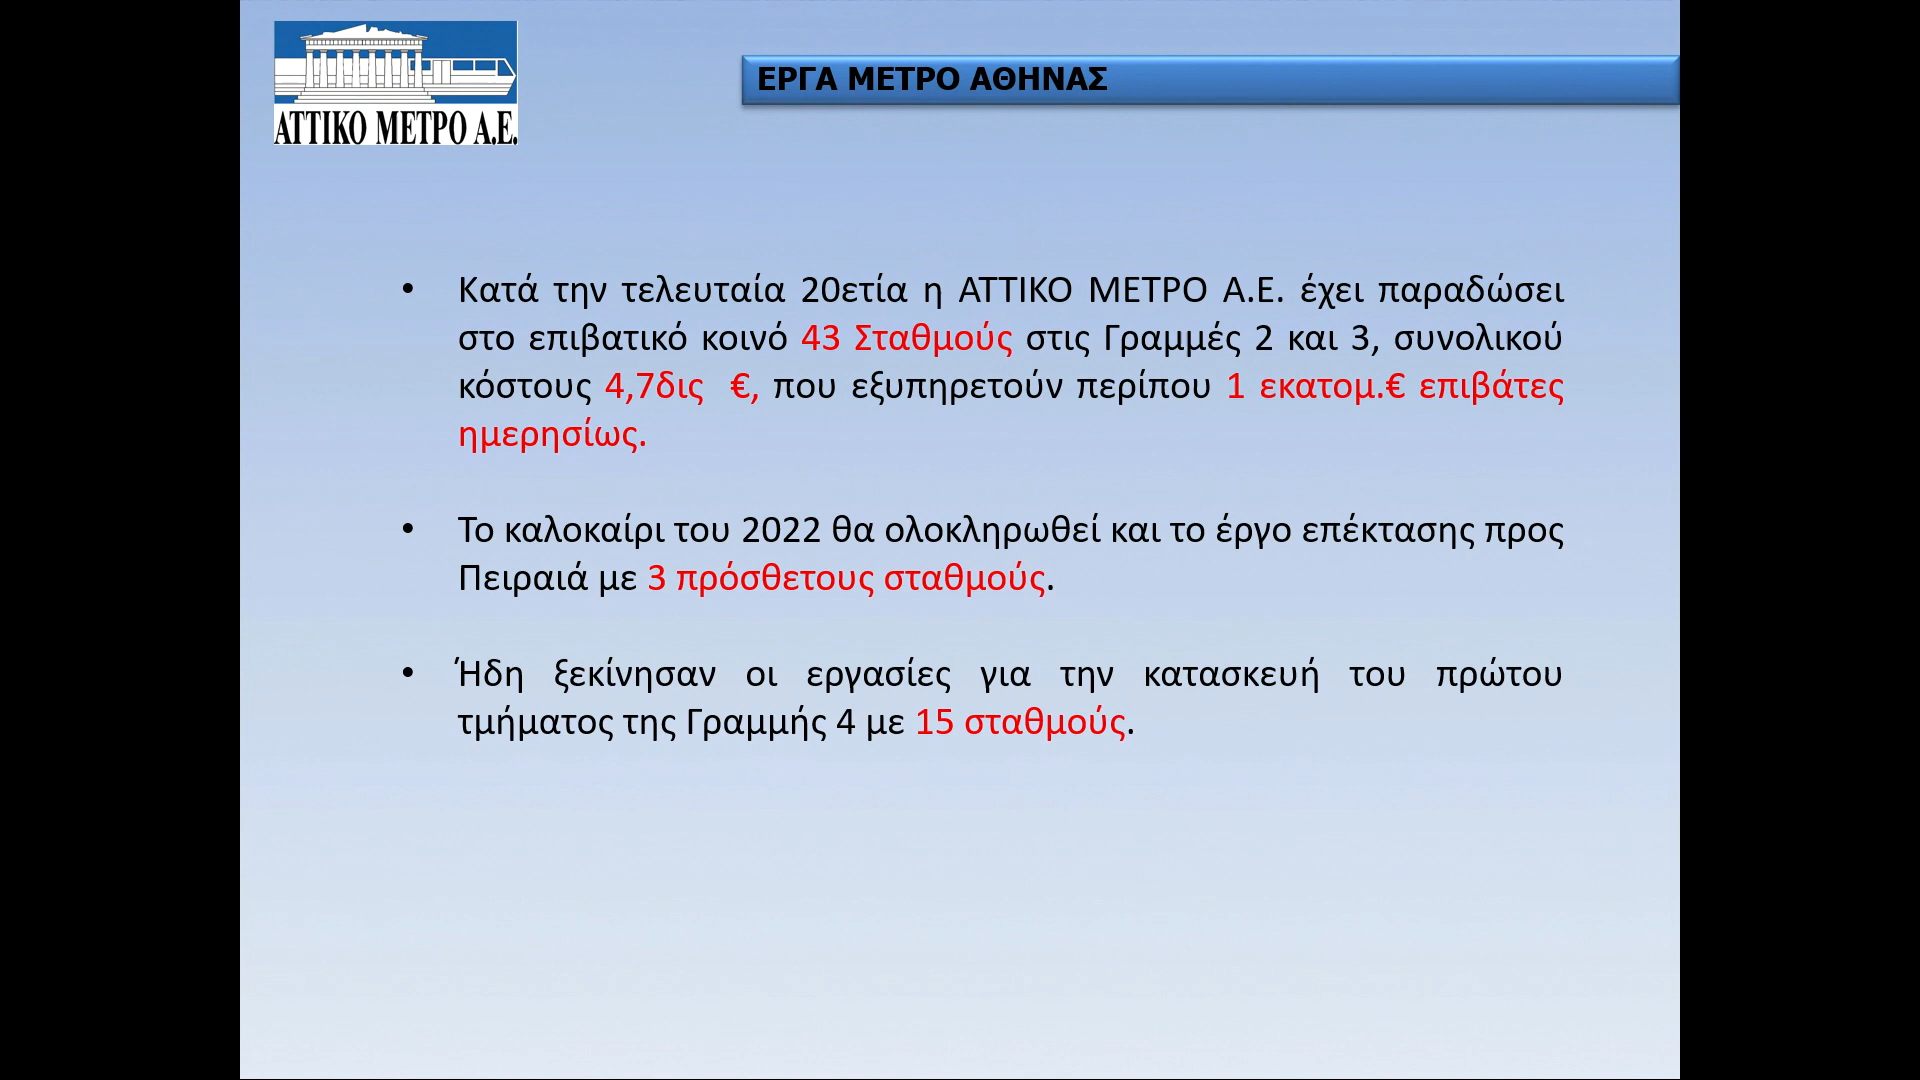 ΑΤΤΙΚΟ ΜΕΤΡΟ Α.Ε.
ΕΡΓΑ ΜΕΤΡΟ ΑΘΗΝΑΣ
• Κατά την τελευταία 20ετία η ΑΤΤΙΚΟ ΜΕΤΡΟ Α.Ε. έχει παραδώσει
στο επιβατικό κοινό 43 Σταθμούς στις Γραμμές 2 και 3, συνολικού
κόστους 4,7δις €, που εξυπηρετούν περίπου 1 εκατομ.€ επιβάτες
ημερησίως.
• Το καλοκαίρι του 2022 θα ολοκληρωθεί και το έργο επέκτασης προς
Πειραιά με 3 πρόσθετους σταθμούς.
• Ήδη ξεκίνησαν οι εργασίες για την κατασκευή του πρώτου
τμήματος της Γραμμής 4 με 15 σταθμούς.